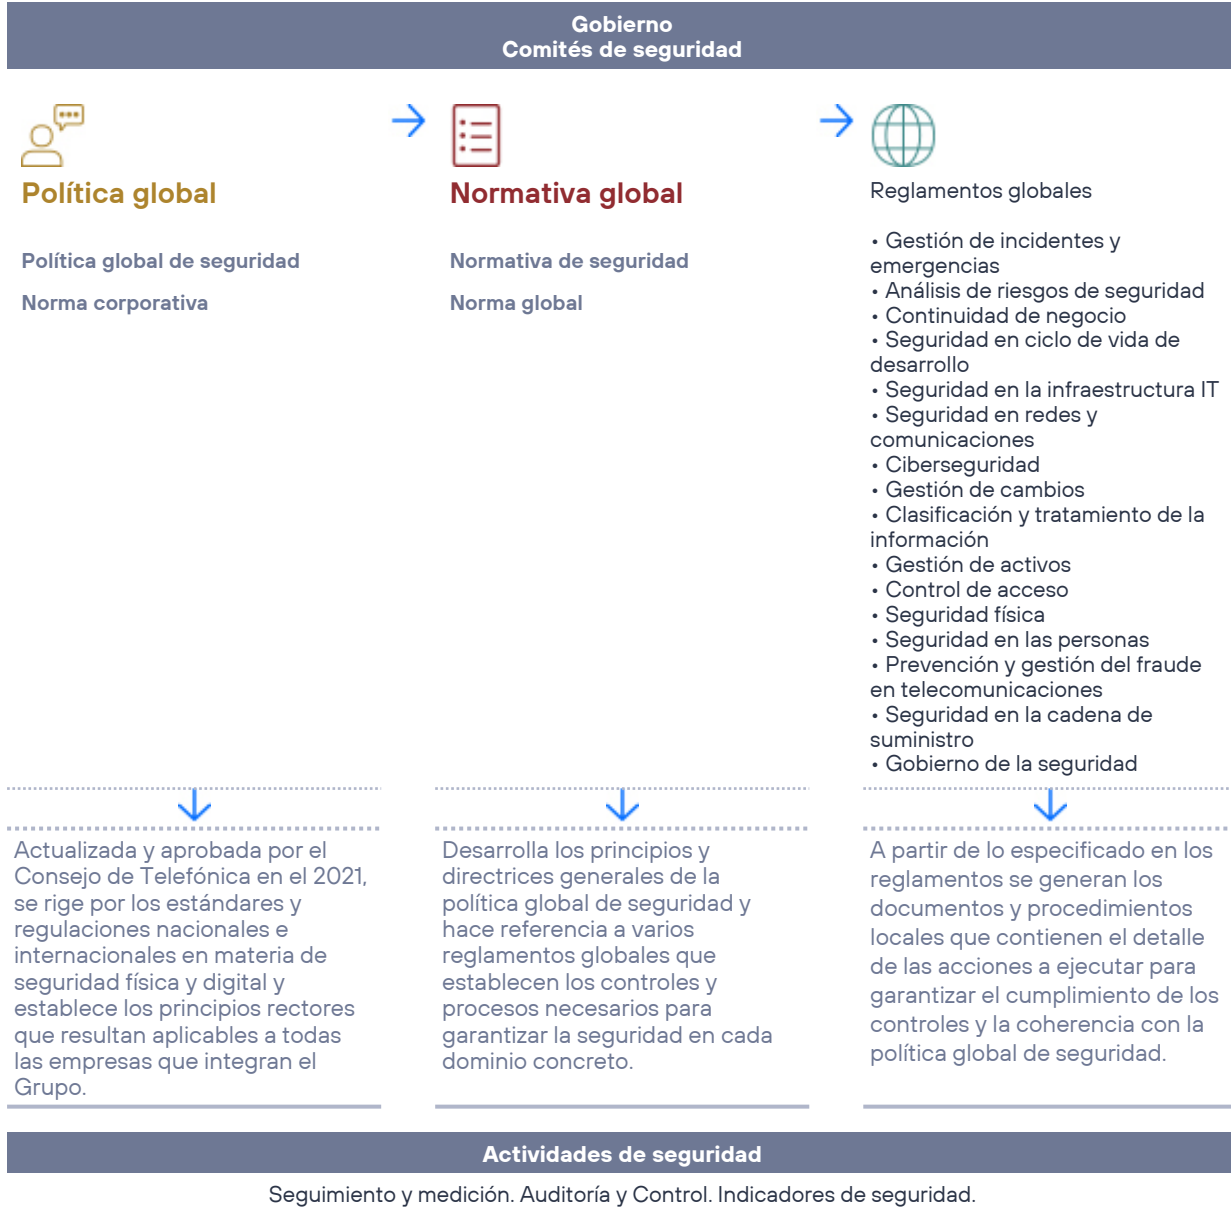 Gobierno
Comités de seguridad
Política global
Política global de seguridad
Norma corporativa
Actualizada y aprobada por el
Consejo de Telefónica en el 2021,
se rige por los estándares y
regulaciones nacionales e
internacionales en materia de
seguridad física y digital y
establece los principios rectores
que resultan aplicables a todas
las empresas que integran el
Grupo.
Normativa global
Normativa de seguridad
Norma global
Desarrolla los principios y
directrices generales de la
política global de seguridad y
hace referencia a varios
reglamentos globales que
establecen los controles y
procesos necesarios para
garantizar la seguridad en cada
dominio concreto.
Reglamentos globales
• Gestión de incidentes y
emergencias
• Análisis de riesgos de seguridad
• Continuidad de negocio
• Seguridad en ciclo de vida de
desarrollo
• Seguridad en la infraestructura IT
• Seguridad en redes y
comunicaciones
• Ciberseguridad
• Gestión de cambios
• Clasificación y tratamiento de la
información
• Gestión de activos
• Control de acceso
• Seguridad física
• Seguridad en las personas
• Prevención y gestión del fraude
en telecomunicaciones
• Seguridad en la cadena de
suministro
• Gobierno de la seguridad
A partir de lo especificado en los
reglamentos se generan los
documentos y procedimientos
locales que contienen el detalle
de las acciones a ejecutar para
garantizar el cumplimiento de los
controles y la coherencia con la
política global de seguridad.
Actividades de seguridad
Seguimiento y medición. Auditoría y Control. Indicadores de seguridad.